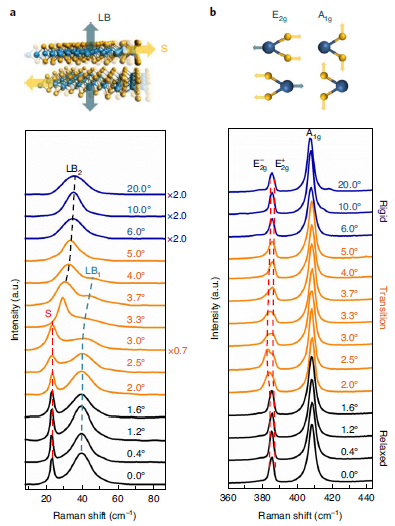 a
LB
S
b
E2g
A1g
LB2
20.0°
×2.0
10.0°
×2.0
6.0°
×2.0
5.0°
4.0°
LB1
3.7°
S
3.3°
3.0°
×0.7
2.5°
2.0°
1.6°
1.2°
0.4°
0.0°
Intensity (a.u.)
20
40
60
80
Raman shift (cm−1)
A1g
E−2g
E+2g
20.0°
10.0°
6.0°
5.0°
4.0°
3.7°
3.3°
3.0°
2.5°
2.0°
1.6°
1.2°
0.4°
0.0°
Rigid
Transition
Relaxed
Intensity (a.u.)
360
380
400
420
440
Raman shift (cm−1)